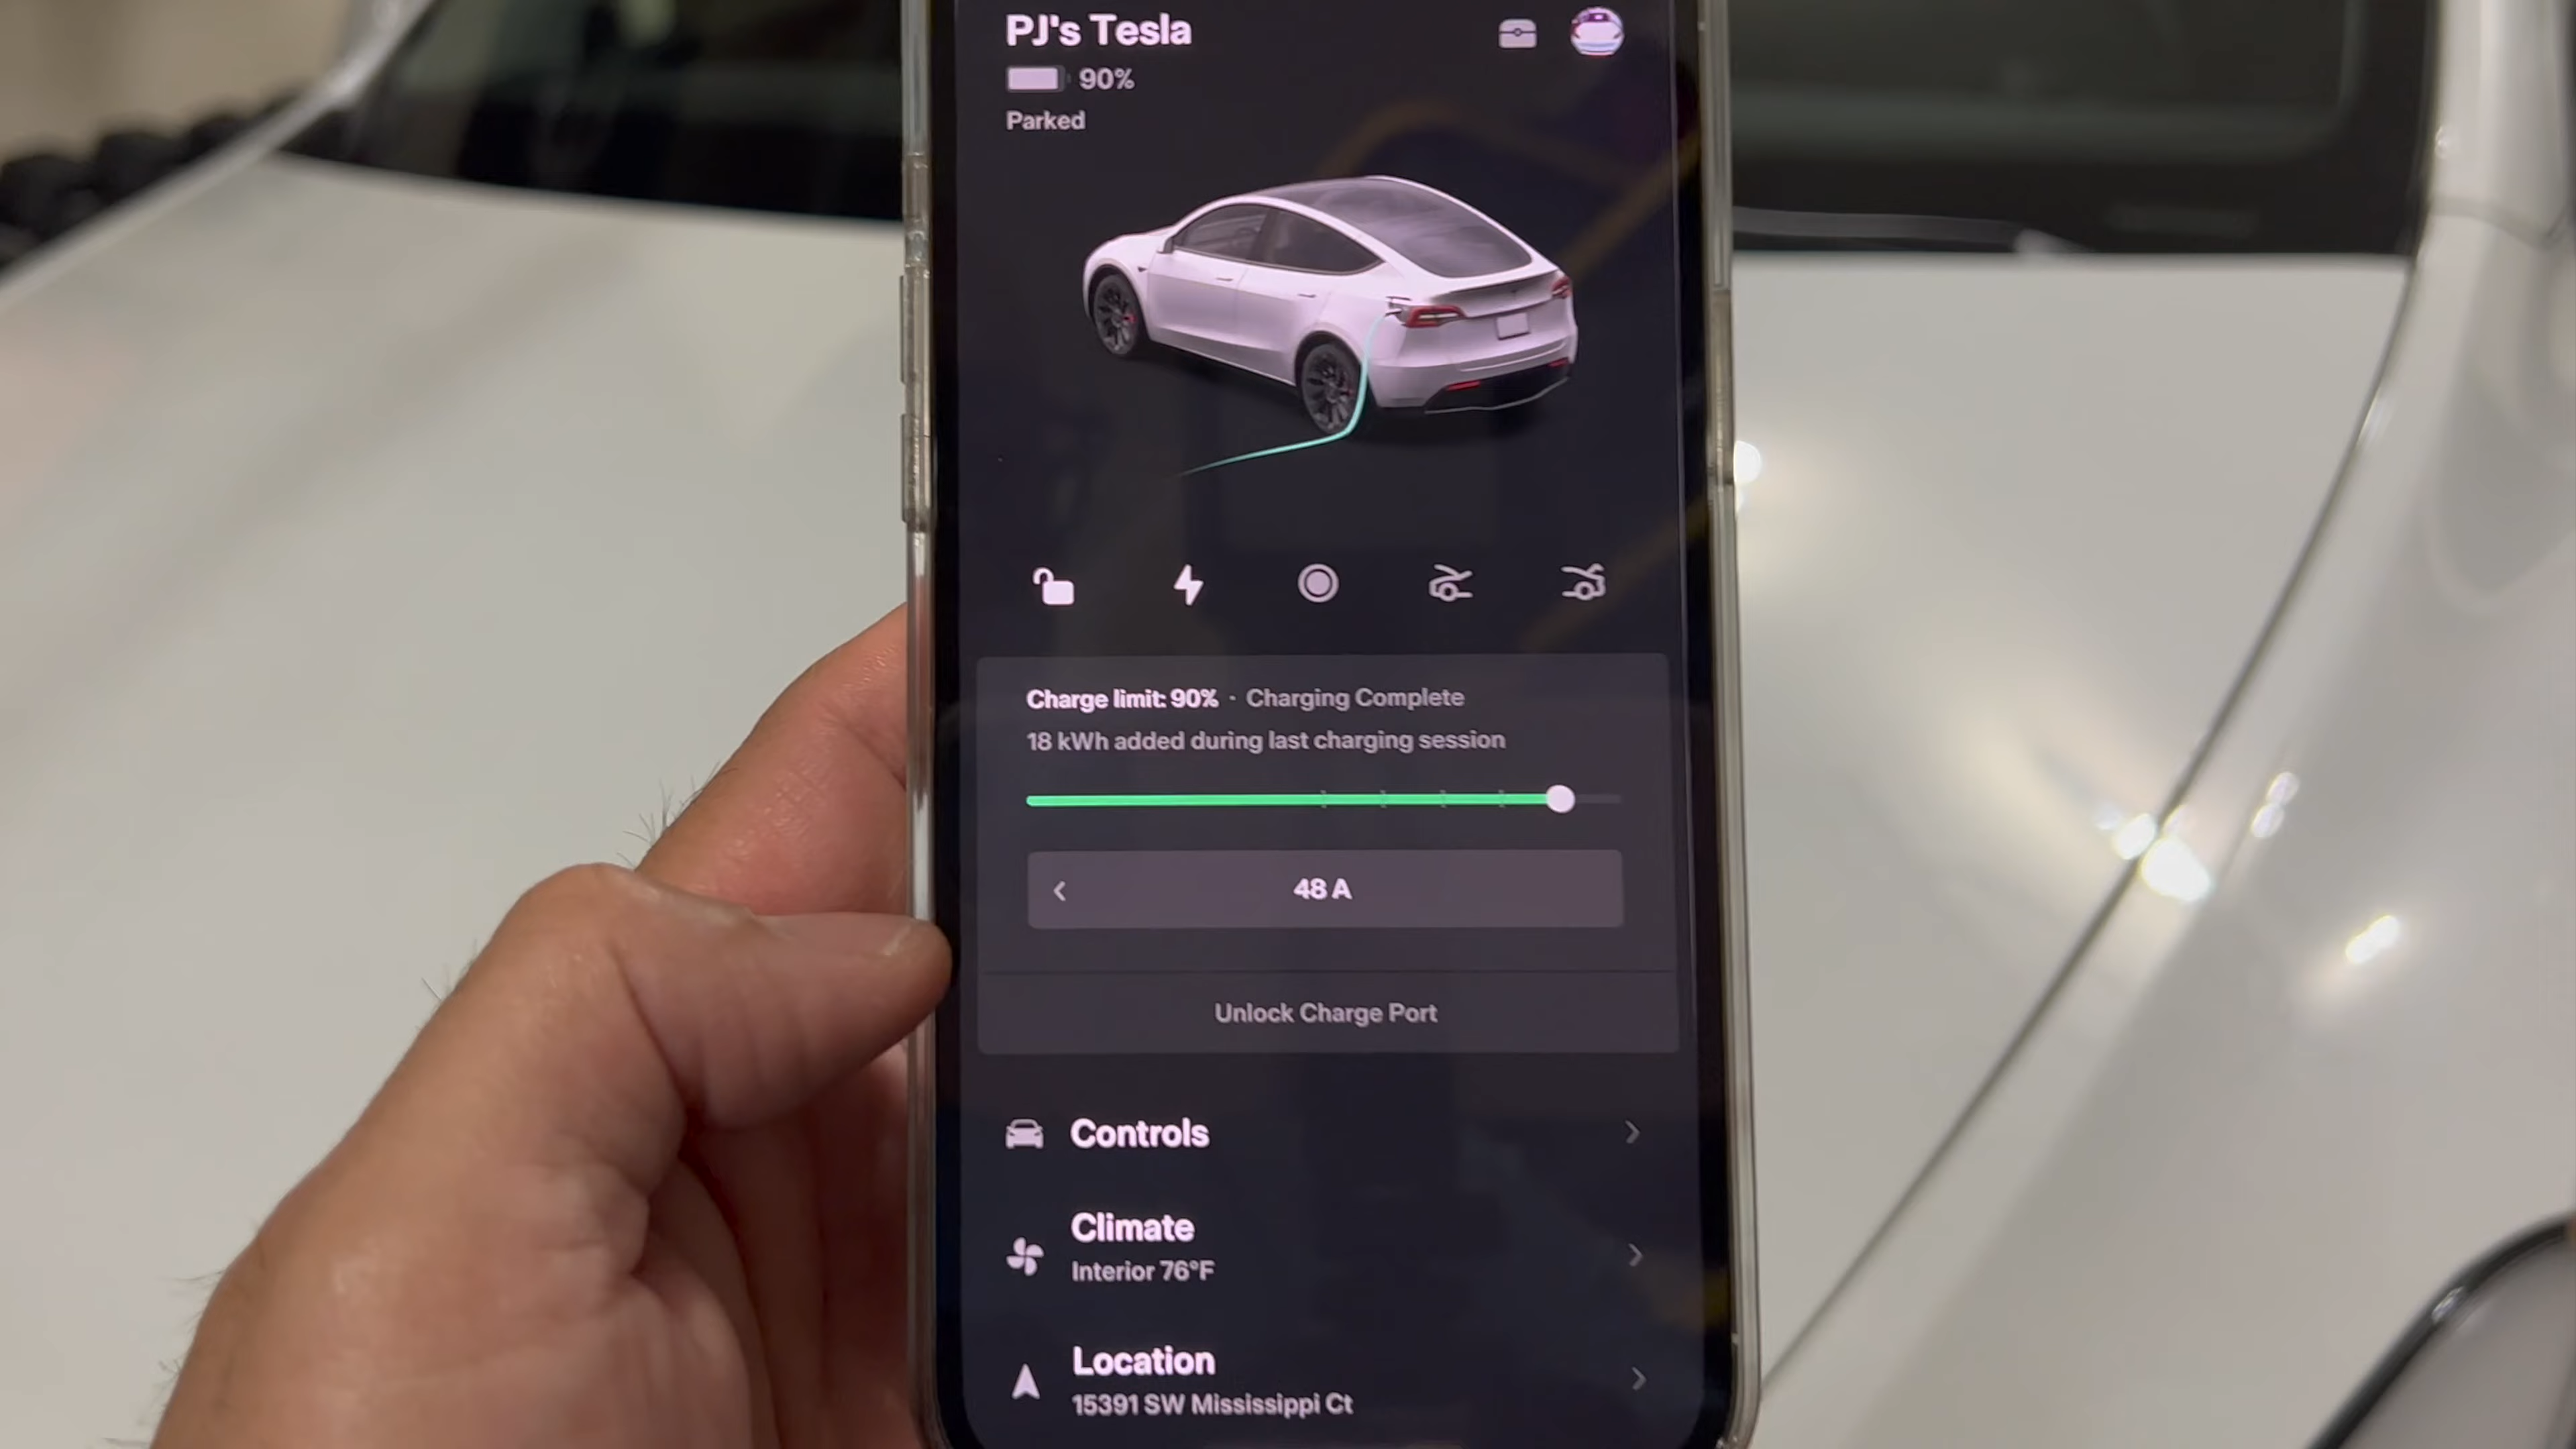 PJ's Tesla
90%
Parked
Charge limit: 90% · Charging Complete
18 kWh added during last charging session
48 A
Unlock Charge Port
Controls
Climate
Interior 76°F
Location
15391 SW Mississippi Ct